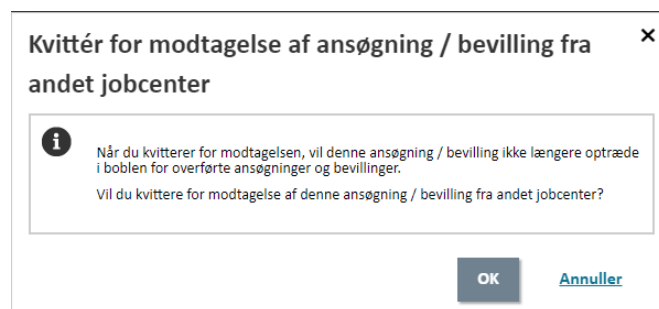 Kvittér for modtagelse af ansøgning / bevilling fra
andet jobcenter
Når du kvitterer for modtagelsen, vil denne ansøgning / bevilling ikke længere optræde
i boblen for overførte ansøgninger og bevillinger.
Vil du kvittere for modtagelse af denne ansøgning / bevilling fra andet jobcenter?
OK
Annuller